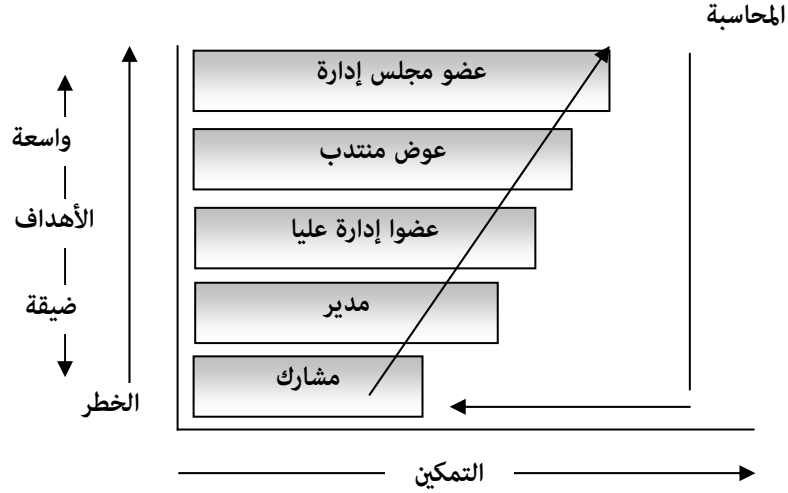 المحاسبة
عضو مجلس إدارة
عوض منتدب
عضوا إدارة عليا
مدير
مشارك
واسعة
الأهداف
ضيقة
الخطر
التمكين